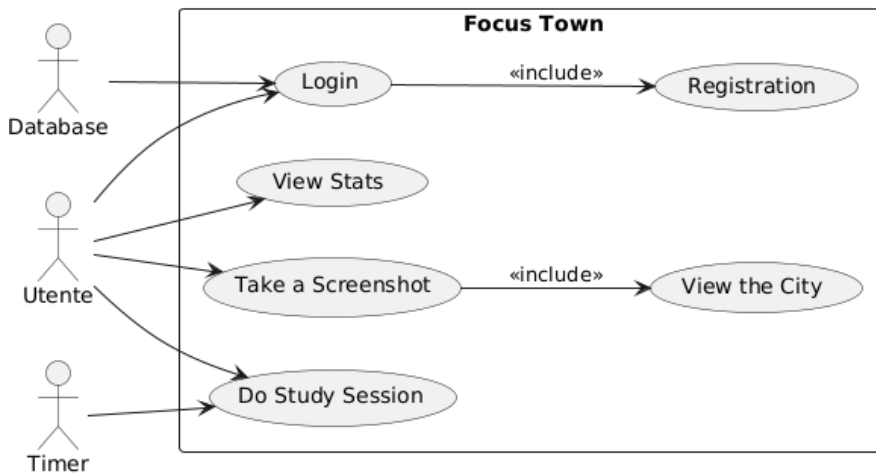 Focus Town
Database
Login
«include»
Registration
View Stats
Utente
Take a Screenshot
«include»
View the City
Do Study Session
Timer